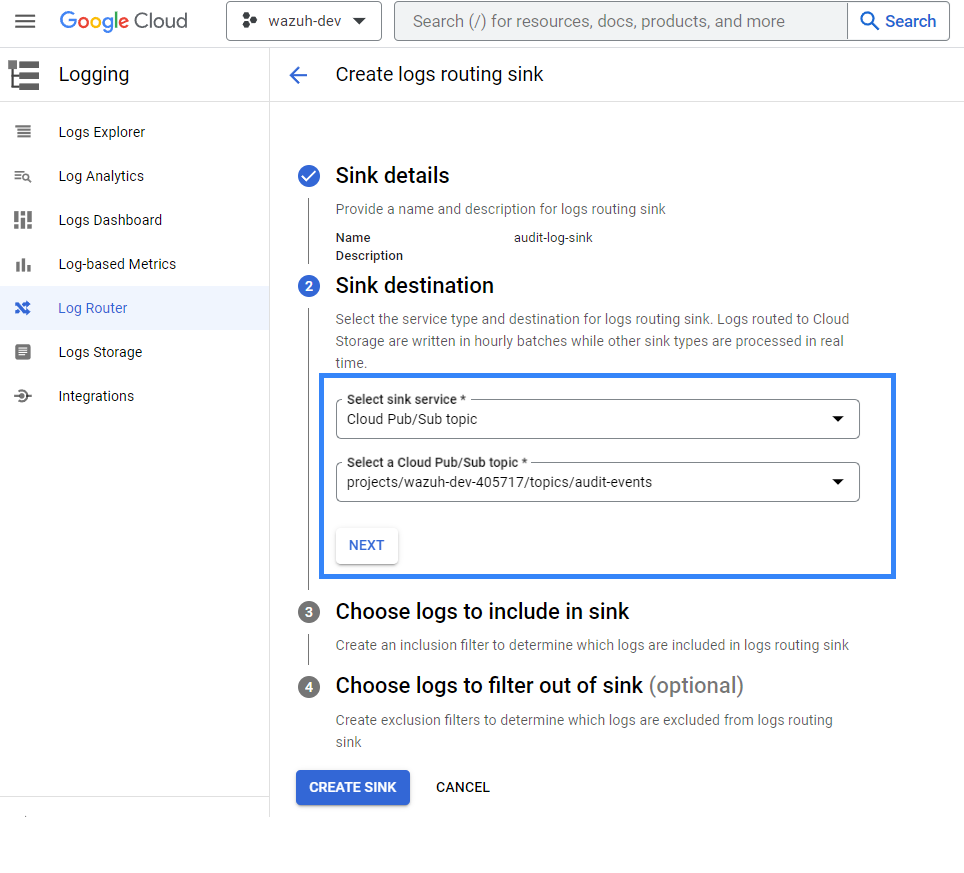 Google Cloud
wazuh-dev
Search (/) for resources, docs, products, and more
Search
Logging
Create logs routing sink
Logs Explorer
Log Analytics
Logs Dashboard
Log-based Metrics
Log Router
Logs Storage
Integrations
Sink details
Provide a name and description for logs routing sink
Name audit-log-sink
Description
2 Sink destination
Select the service type and destination for logs routing sink. Logs routed to Cloud
Storage are written in hourly batches while other sink types are processed in real
time.
Select sink service *
Cloud Pub/Sub topic
Select a Cloud Pub/Sub topic *
projects/wazuh-dev-405717/topics/audit-events
NEXT
3 Choose logs to include in sink
Create an inclusion filter to determine which logs are included in logs routing sink
4 Choose logs to filter out of sink (optional)
Create exclusion filters to determine which logs are excluded from logs routing
sink
CREATE SINK CANCEL